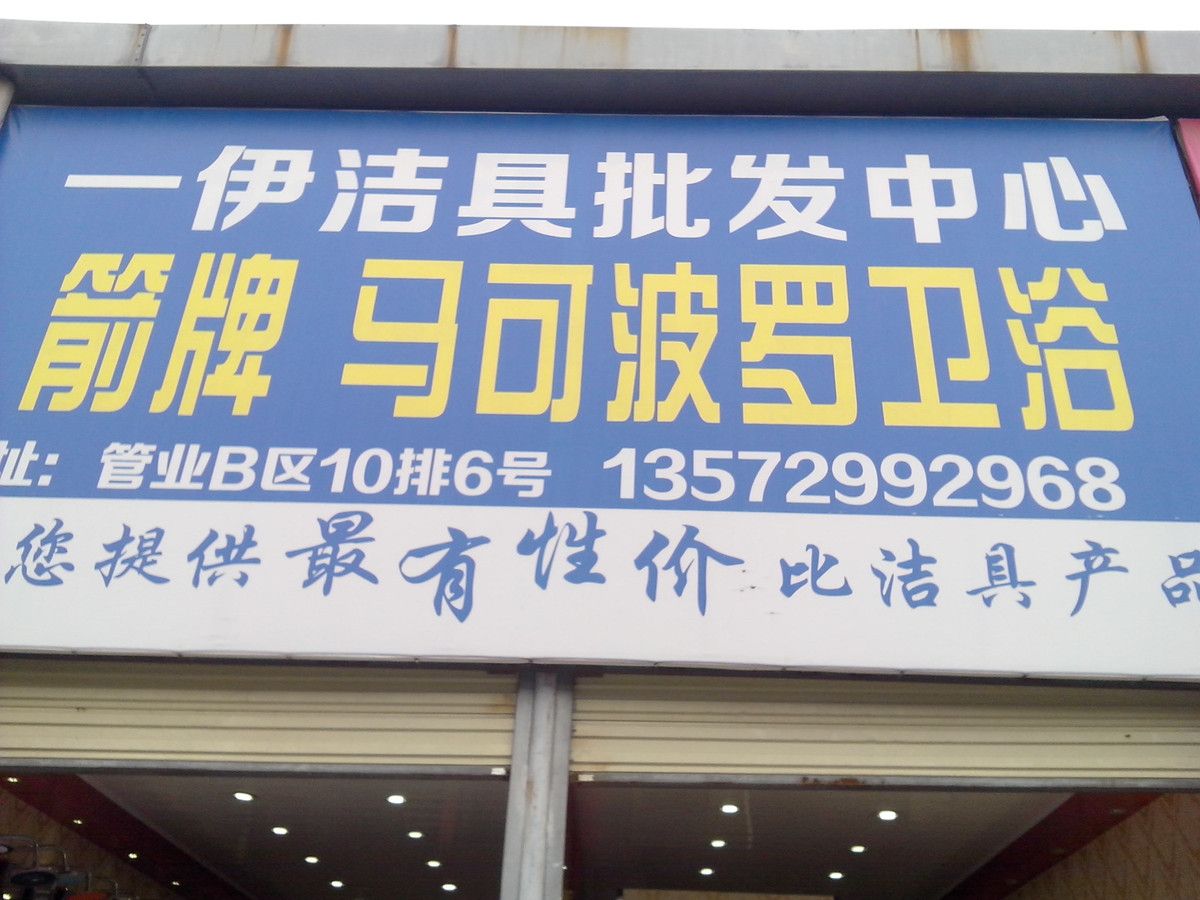 一伊洁具批发中心
箭牌 马可波罗卫浴
址：管业B区10排6号 13572992968
您提供最有性价比洁具产品